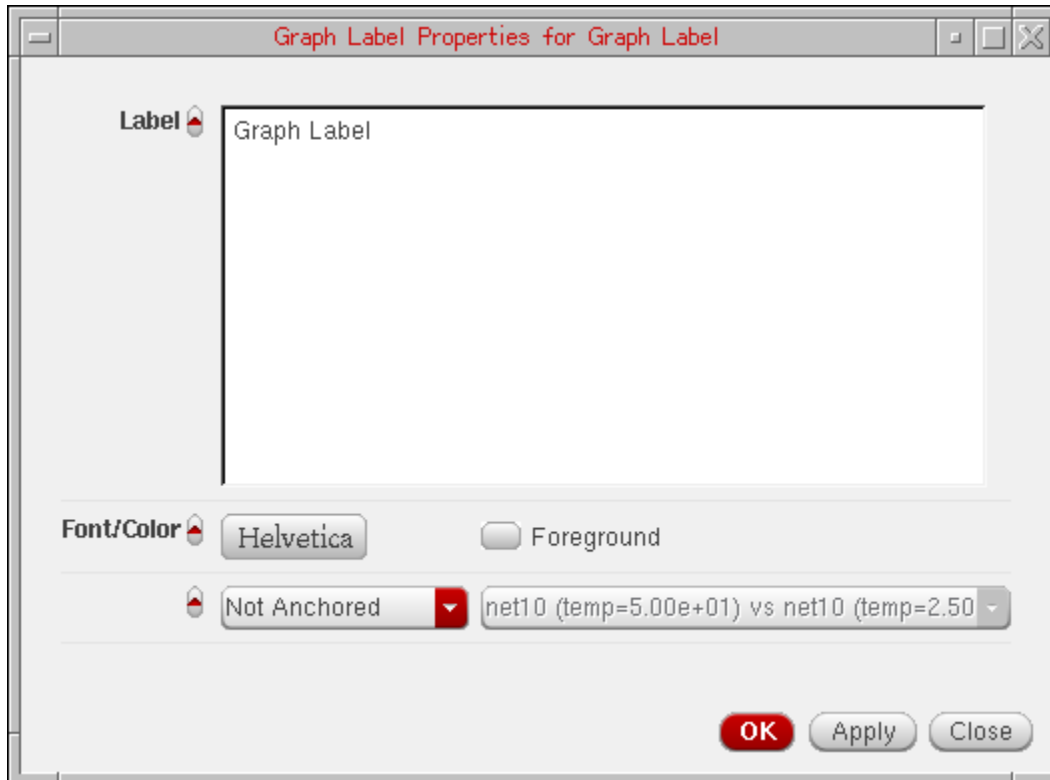 Graph Label Properties for Graph Label
Label
Graph Label
Font/Color Helvetica Foreground
Not Anchored net10 (temp=5.00e+01) vs net10 (temp=2.50
OK Apply Close